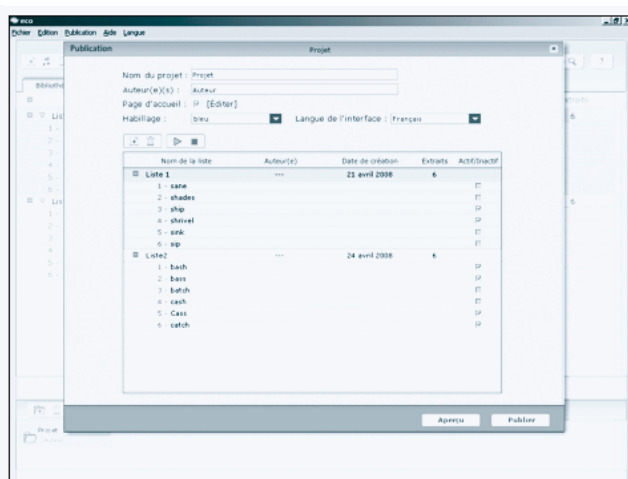 eco
Fichier Edition Publication Aide Langue
Publication Projet
Nom du projet : Projet
Auteur(e)(s) : Auteur
Page d'accueil : [Éditer]
Habillage : bleu Langue de l'interface : Français
Nom de la liste Auteur(e) Date de création Extraits Actif/Inactif
Liste 1 --- 21 avril 2008 6
1 - sane
2 - shades
3 - ship
4 - shrivel
5 - sink
6 - sip
Liste2 --- 24 avril 2008 6
1 - bash
2 - bass
3 - batch
4 - cash
5 - Cass
6 - catch
Aperçu Publier
Projet